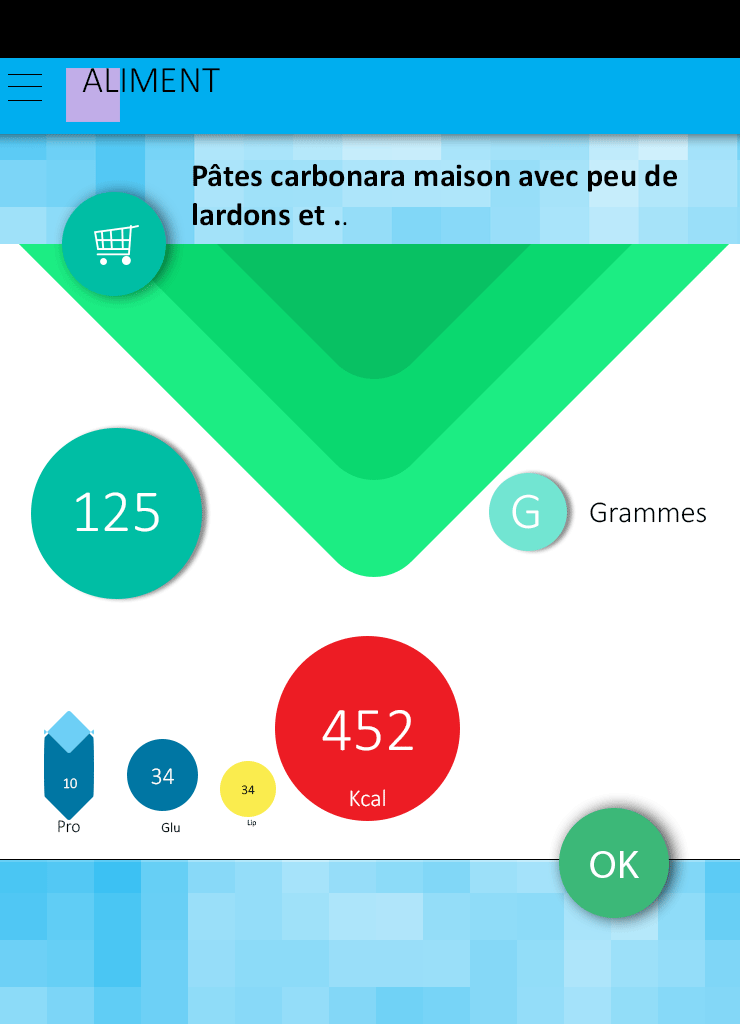 ALIMENT
Pâtes carbonara maison avec peu de
lardons et ..
125
G
Grammes
452
Kcal
10
34
34
Pro
Glu
Lip
OK